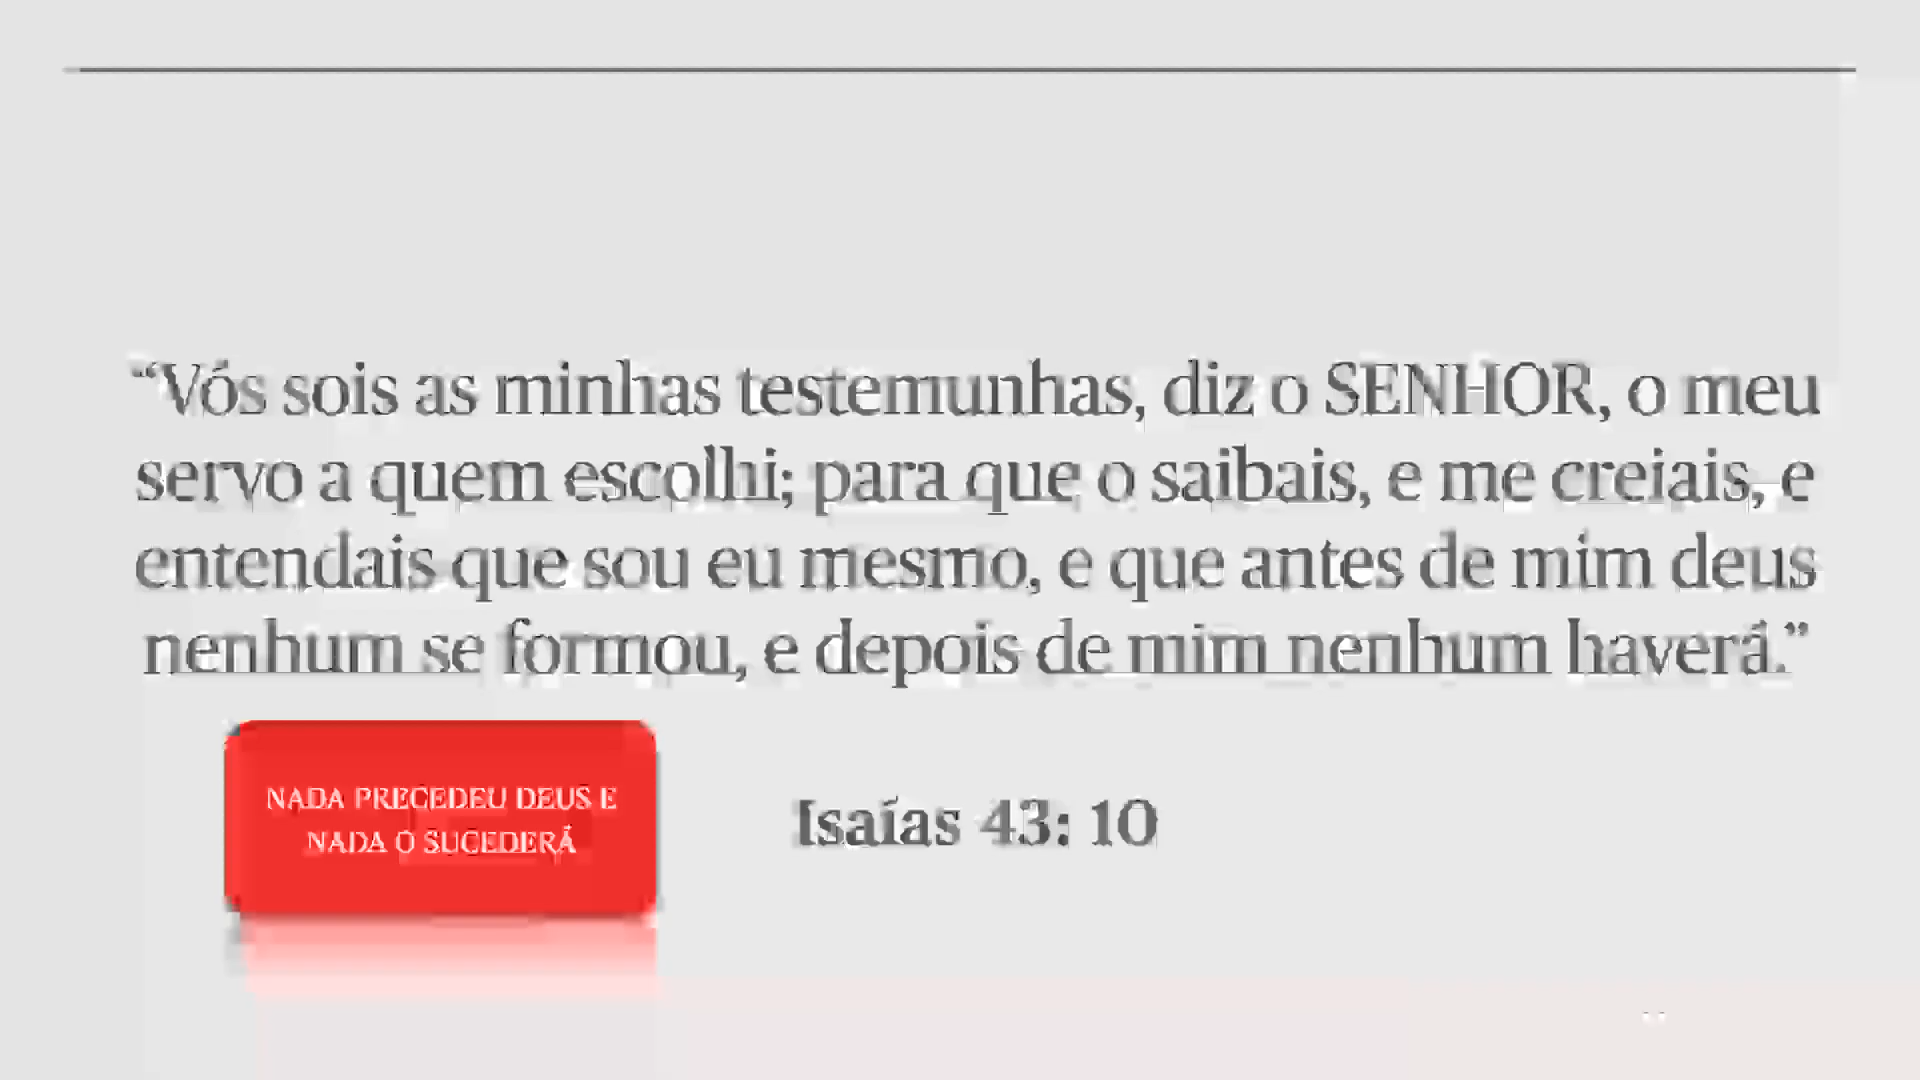 “Vós sois as minhas testemunhas, diz o SENHOR, o meu
servo a quem escolhi; para que o saibais, e me creiais, e
entendais que sou eu mesmo, e que antes de mim deus
nenhum se formou, e depois de mim nenhum haverá.”
NADA PRECEDEU DEUS E
NADA O SUCEDERÁ
Isaías 43: 10